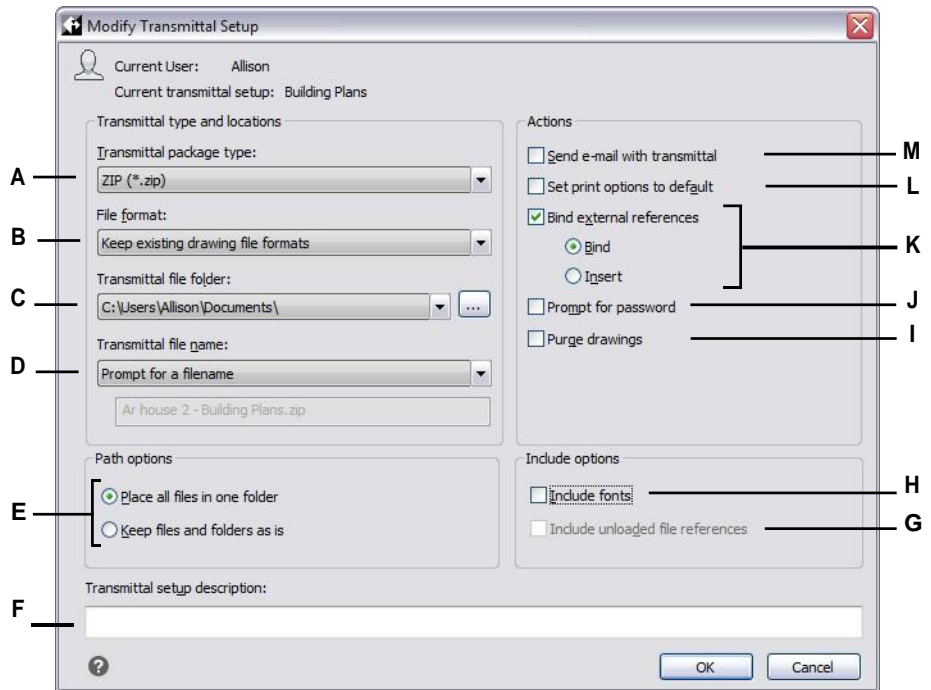 Modify Transmittal Setup
Current User: Allison
Current transmittal setup: Building Plans
Transmittal type and locations
Transmittal package type:
A
ZIP (*.zip)
File format:
B
Keep existing drawing file formats
Transmittal file folder:
C
C:\Users\Allison\Documents\
...
Transmittal file name:
D
Prompt for a filename
Ar house 2 - Building Plans.zip
Actions
Send e-mail with transmittal
M
Set print options to default
L
Bind external references
Bind
K
Insert
Prompt for password
J
Purge drawings
I
Path options
Place all files in one folder
E
Keep files and folders as is
Include options
Include fonts
H
Include unloaded file references
G
Transmittal setup description:
F
?
OK
Cancel